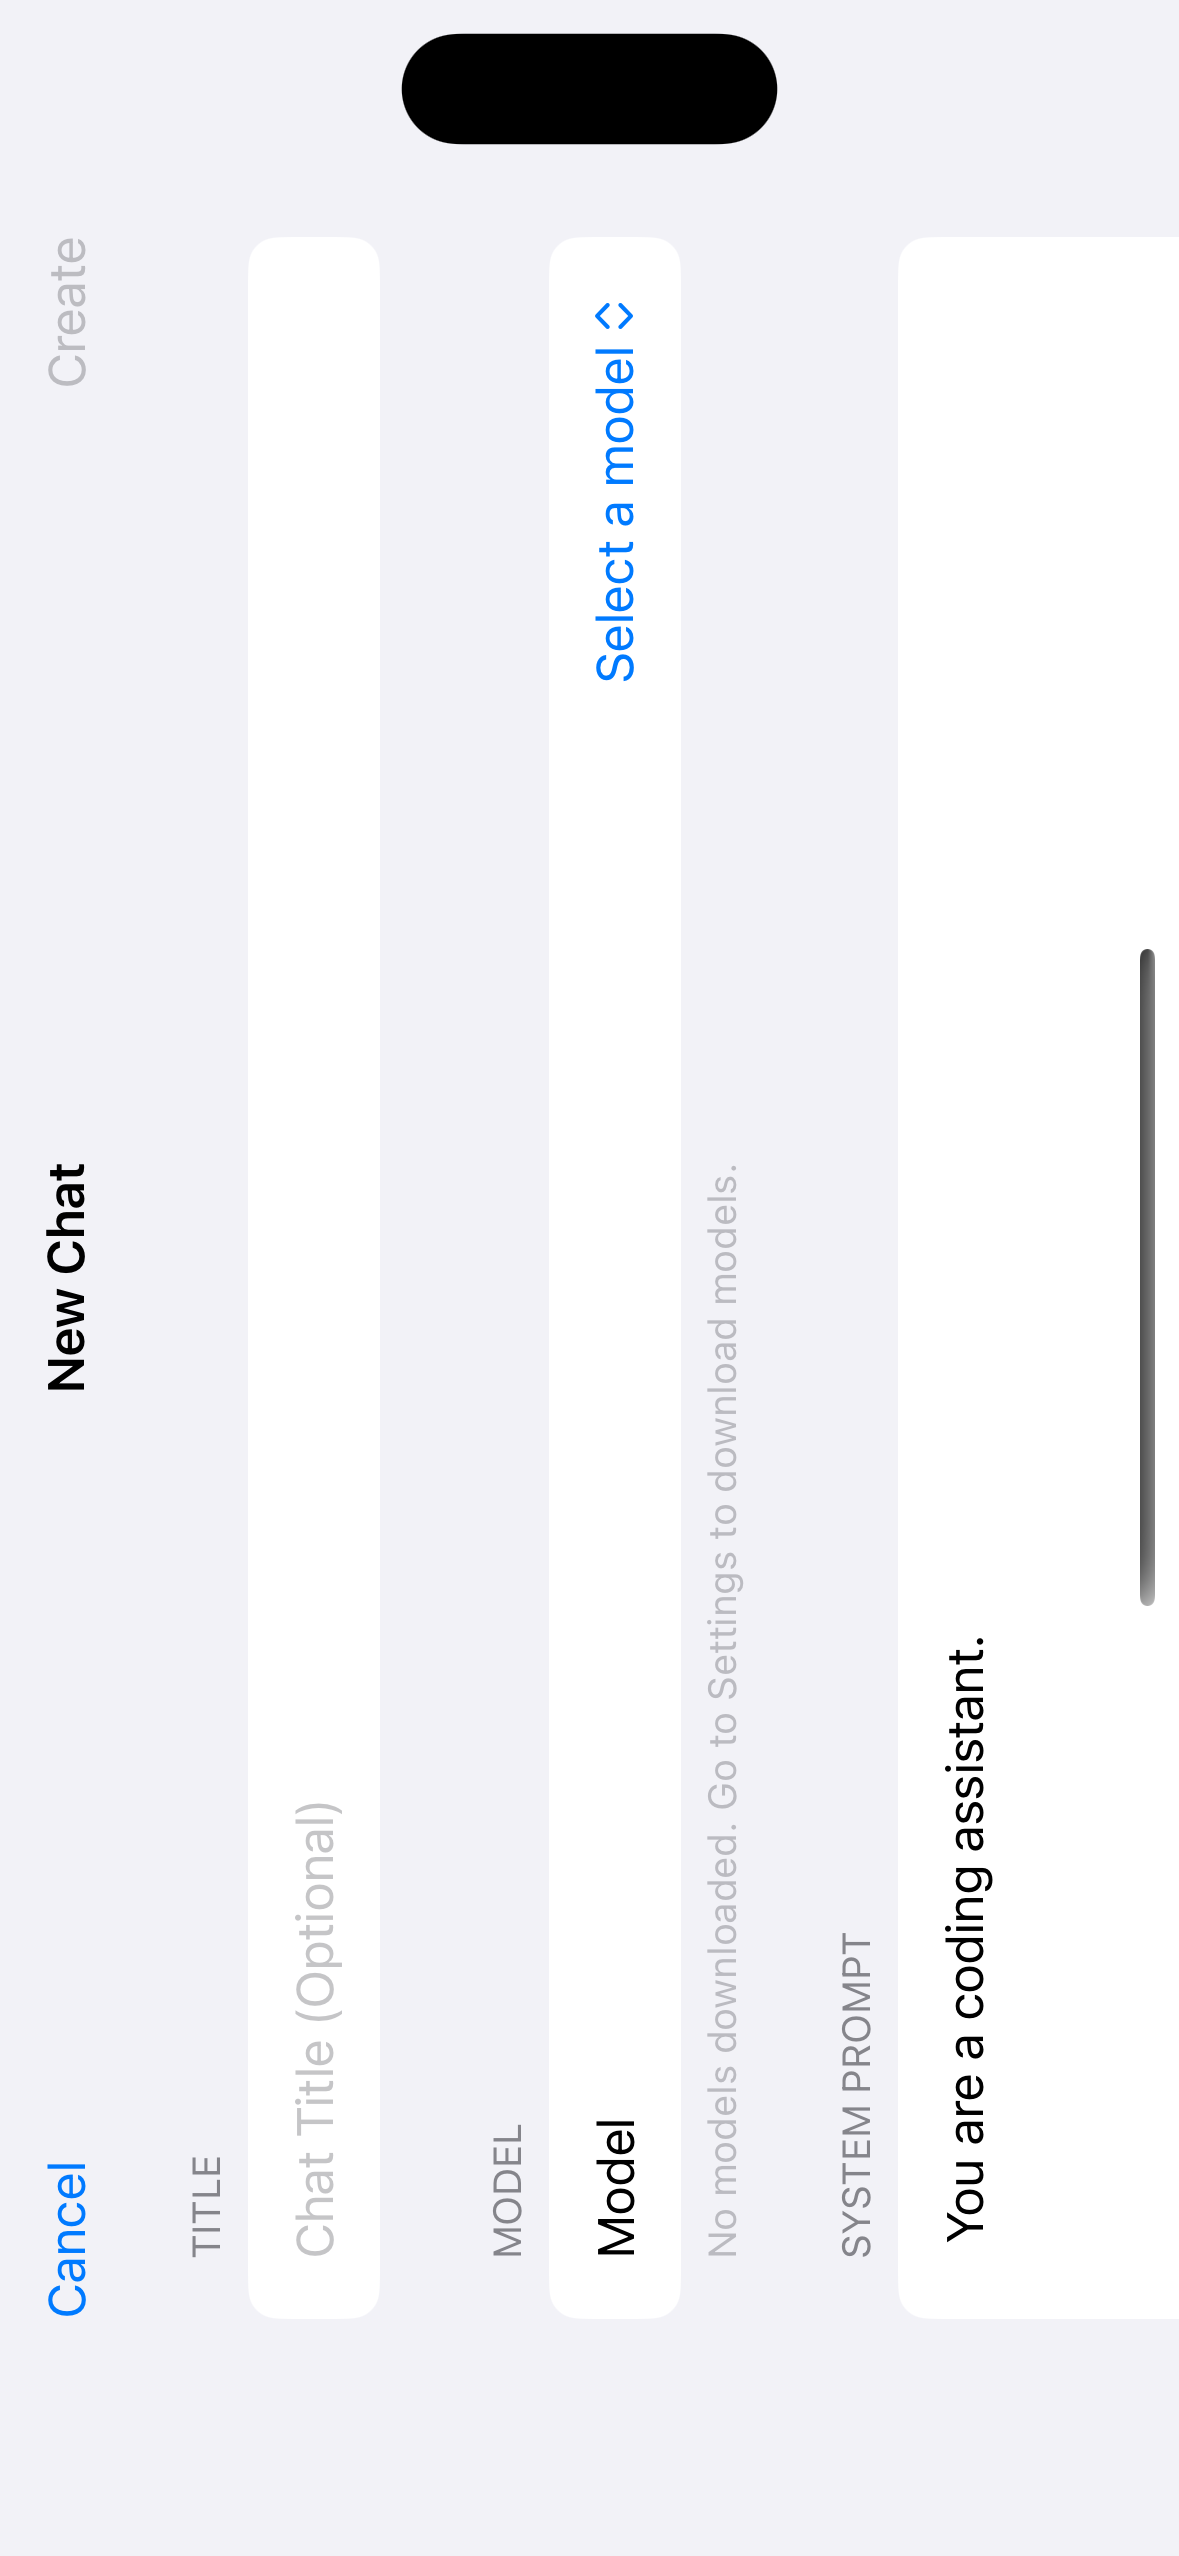 Cancel
New Chat
Create
TITLE
Chat Title (Optional)
MODEL
Model
Select a model
No models downloaded. Go to Settings to download models.
SYSTEM PROMPT
You are a coding assistant.